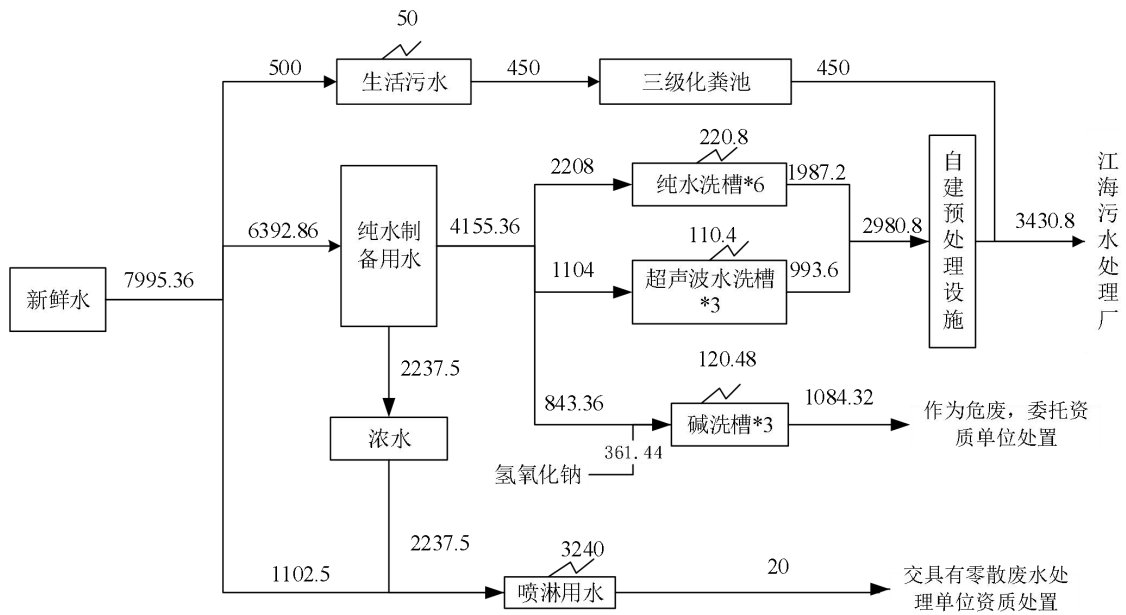 50
500
生活污水
450
三级化粪池
450
220.8
2208
纯水洗槽*6
1987.2
自建预处理设施
江海污水处理厂
6392.86
纯水制
备用水
4155.36
2980.8
3430.8
110.4
1104
超声波水洗槽
*3
993.6
7995.36
新鲜水
2237.5
120.48
843.36
碱洗槽*3
1084.32
作为危废，委托资
质单位处置
浓水
361.44
氢氧化钠
2237.5
3240
1102.5
喷淋用水
20
交具有零散废水处
理单位资质处置